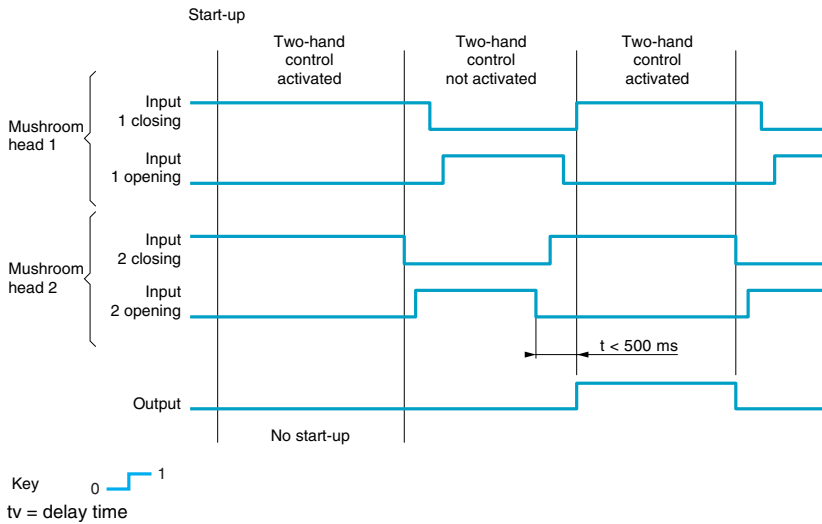 Start-up
Two-hand
control
activated
Two-hand
control
not activated
Two-hand
control
activated
Mushroom
head 1
Input
1 closing
Input
1 opening
Mushroom
head 2
Input
2 closing
Input
2 opening
t < 500 ms
Output
No start-up
Key
0
1
tv = delay time